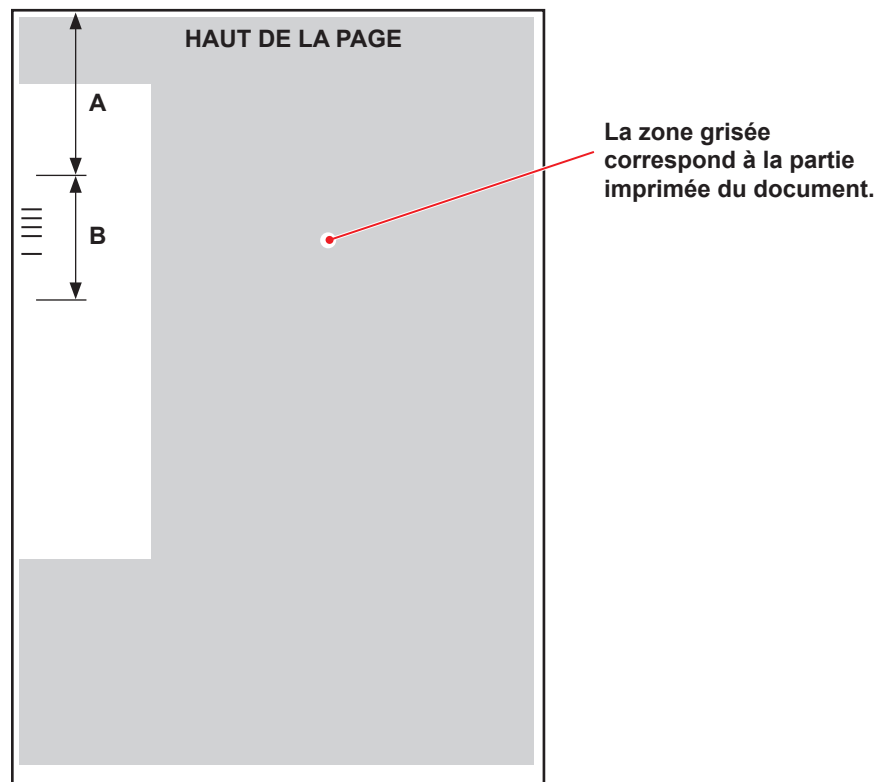 HAUT DE LA PAGE
A
B
La zone grisée
correspond à la partie
imprimée du document.